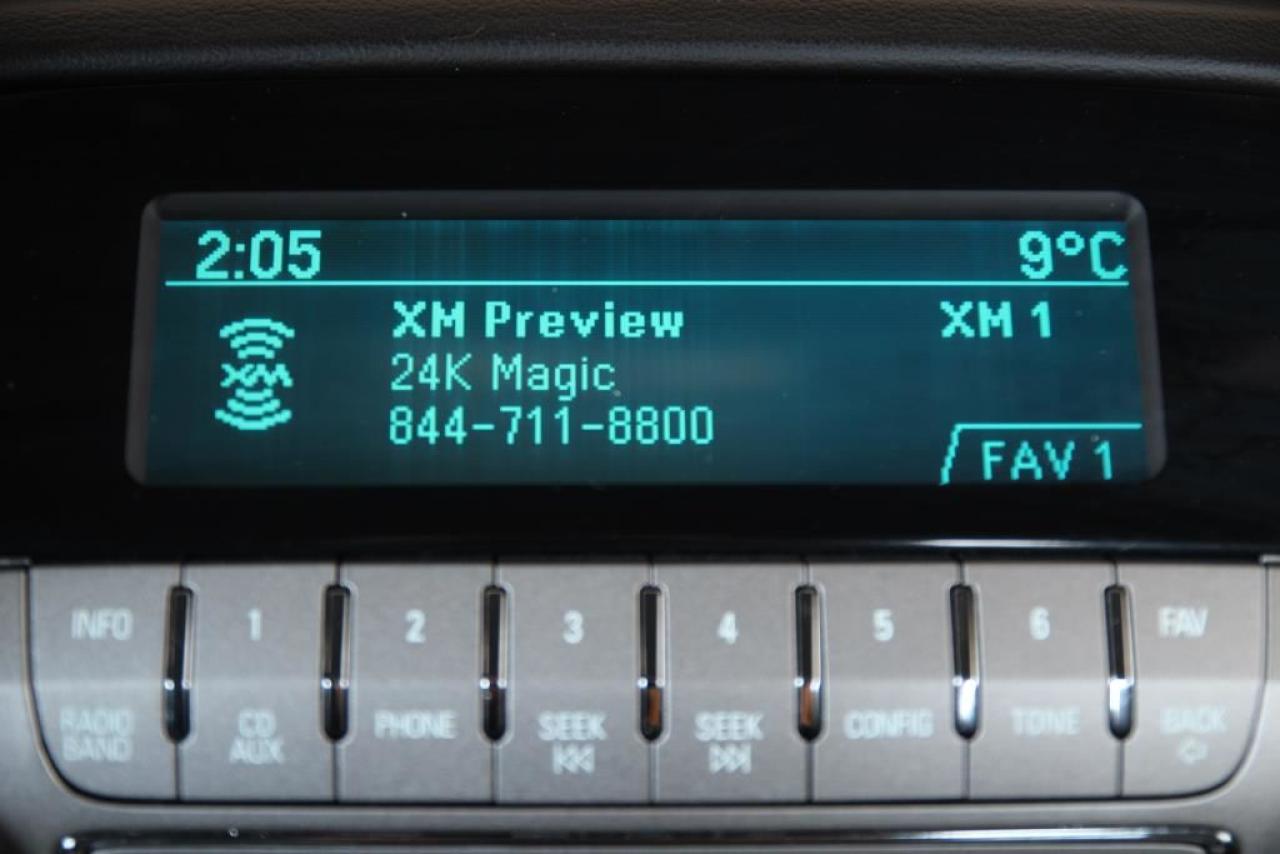 2:05 9°C
XM Preview XM 1
XM
24K Magic
844-711-8800
FAV 1
INFO 1 2 3 4 5 6 FAV
RADIO BAND
CD AUX
PHONE
SEEK
SEEK
CONFIG
TONE
BACK